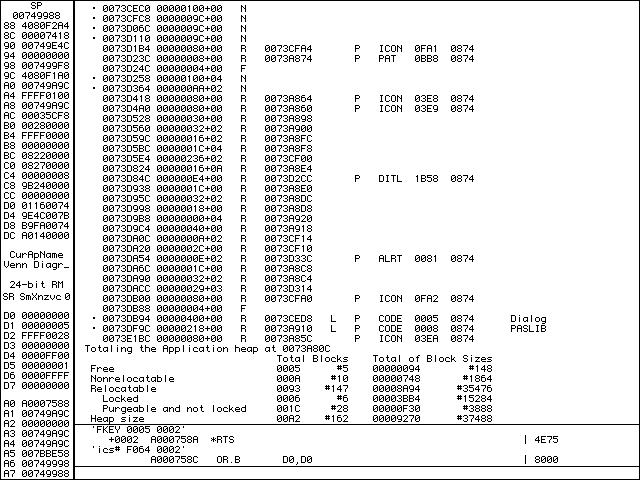 SP
00749988
88 4080F2A4
8C 00007418
90 00749E4C
94 00000000
98 007499F8
9C 4080F1A0
A0 00749A9C
A4 FFFF0100
A8 00749A9C
AC 00035CF8
B0 00280000
B4 FFFF0000
B8 00000000
BC 08220000
C0 08270000
C4 00000008
C8 9B240000
CC 00000000
D0 01160074
D4 9E4C007B
D8 B9FA0074
DC A0140000
CurApName
Venn Diagr_
24-bit RM
SR SmXnzvc 0
D0 00000000
D1 00000005
D2 FFFF0028
D3 00000000
D4 0000FF00
D5 00000001
D6 0000FFFF
D7 00000000
A0 A0007588
A1 00749A9C
A2 00000000
A3 00749A9C
A4 00749A9C
A5 007BBE58
A6 00749988
A7 00749988
• 0073CEC0 00000100+00 N
• 0073CFC8 0000009C+00 N
• 0073D06C 0000009C+00 N
• 0073D110 0000009C+00 N
0073D1B4 00000080+00 R 0073CFA4 P ICON 0FA1 0874
0073D23C 00000008+00 R 0073A874 P PAT 0BB8 0874
0073D24C 00000004+00 F
• 0073D258 00000100+04 N
• 0073D364 000000AA+02 N
0073D418 00000080+00 R 0073A864 P ICON 03E8 0874
0073D4A0 00000080+00 R 0073A860 P ICON 03E9 0874
0073D528 00000030+00 R 0073A898
0073D560 00000032+02 R 0073A900
0073D59C 00000016+02 R 0073A8FC
0073D5BC 0000001C+04 R 0073A8F8
0073D5E4 00000236+02 R 0073CF00
0073D824 00000016+0A R 0073A8E4
0073D84C 000000E4+00 R 0073D2CC P DITL 1B58 0874
0073D938 0000001C+00 R 0073A8E0
0073D95C 00000032+02 R 0073A8DC
0073D998 00000018+00 R 0073A8D8
0073D9B8 00000000+04 R 0073A920
0073D9C4 00000040+00 R 0073A918
0073DA0C 0000000A+02 R 0073CF14
0073DA20 0000002C+00 R 0073CF10
0073DA54 0000000E+02 R 0073D33C P ALRT 0081 0874
0073DA6C 0000001C+00 R 0073A8C8
0073DA90 00000032+02 R 0073A8C4
0073DACC 00000029+03 R 0073D314
0073DB00 00000080+00 R 0073CFA0 P ICON 0FA2 0874
0073DB88 00000004+00 F
• 0073DB94 00000400+00 R 0073CED8 L P CODE 0005 0874 Dialog
• 0073DF9C 00000218+00 R 0073A910 L P CODE 0008 0874 PASLIB
0073E1BC 00000080+00 R 0073A85C P ICON 03EA 0874
Totaling the Application heap at 0073A80C
Total Blocks Total of Block Sizes
Free 0005 #5 00000094 #148
Nonrelocatable 000A #10 00000748 #1864
Relocatable 0093 #147 00008A94 #35476
Locked 0006 #6 00003BB4 #15284
Purgeable and not locked 001C #28 00000F30 #3888
Heap size 00A2 #162 00009270 #37488
'FKEY 0005 0002'
+0002 A000758A *RTS | 4E75
'ics# F064 0002'
A000758C OR.B D0,D0 | 8000